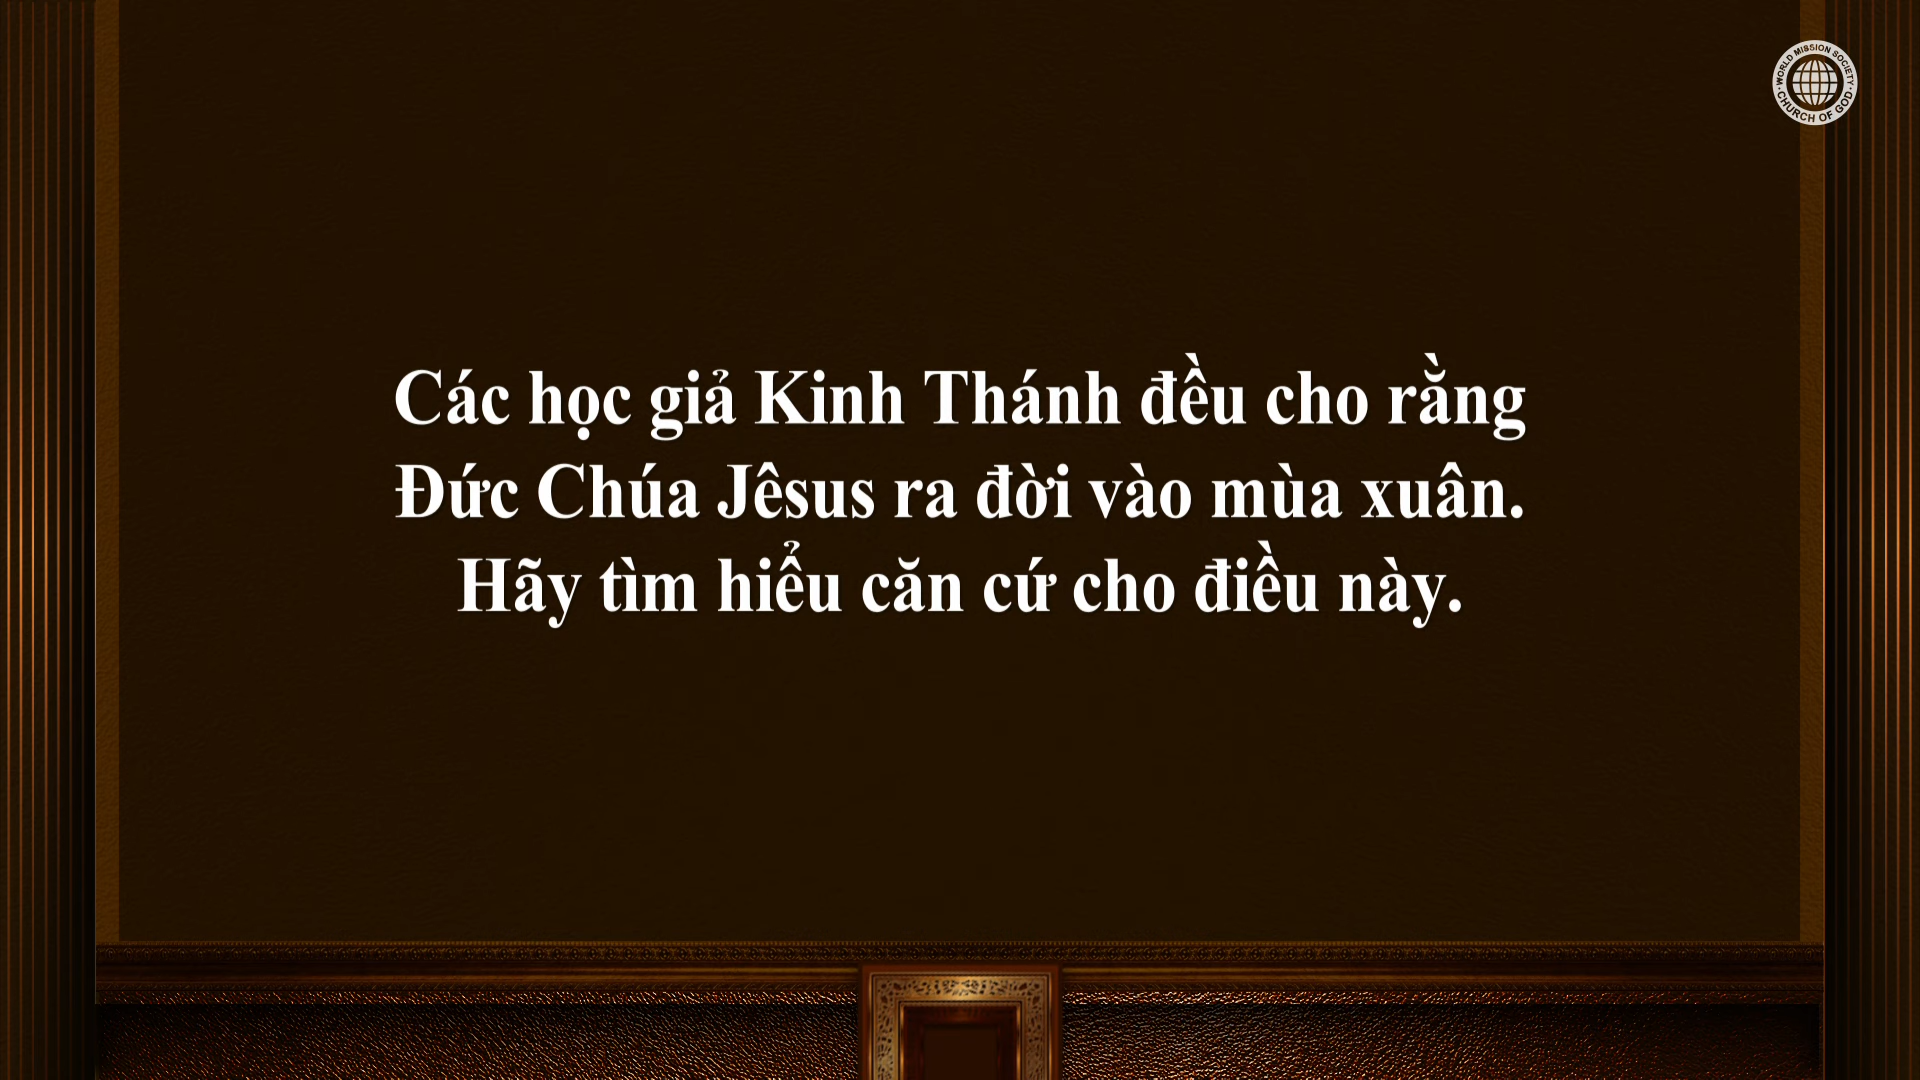 WORLD MISSION SOCIETY
CHURCH OF GOD
Các học giả Kinh Thánh đều cho rằng
Đức Chúa Jêsus ra đời vào mùa xuân.
Hãy tìm hiểu căn cứ cho điều này.